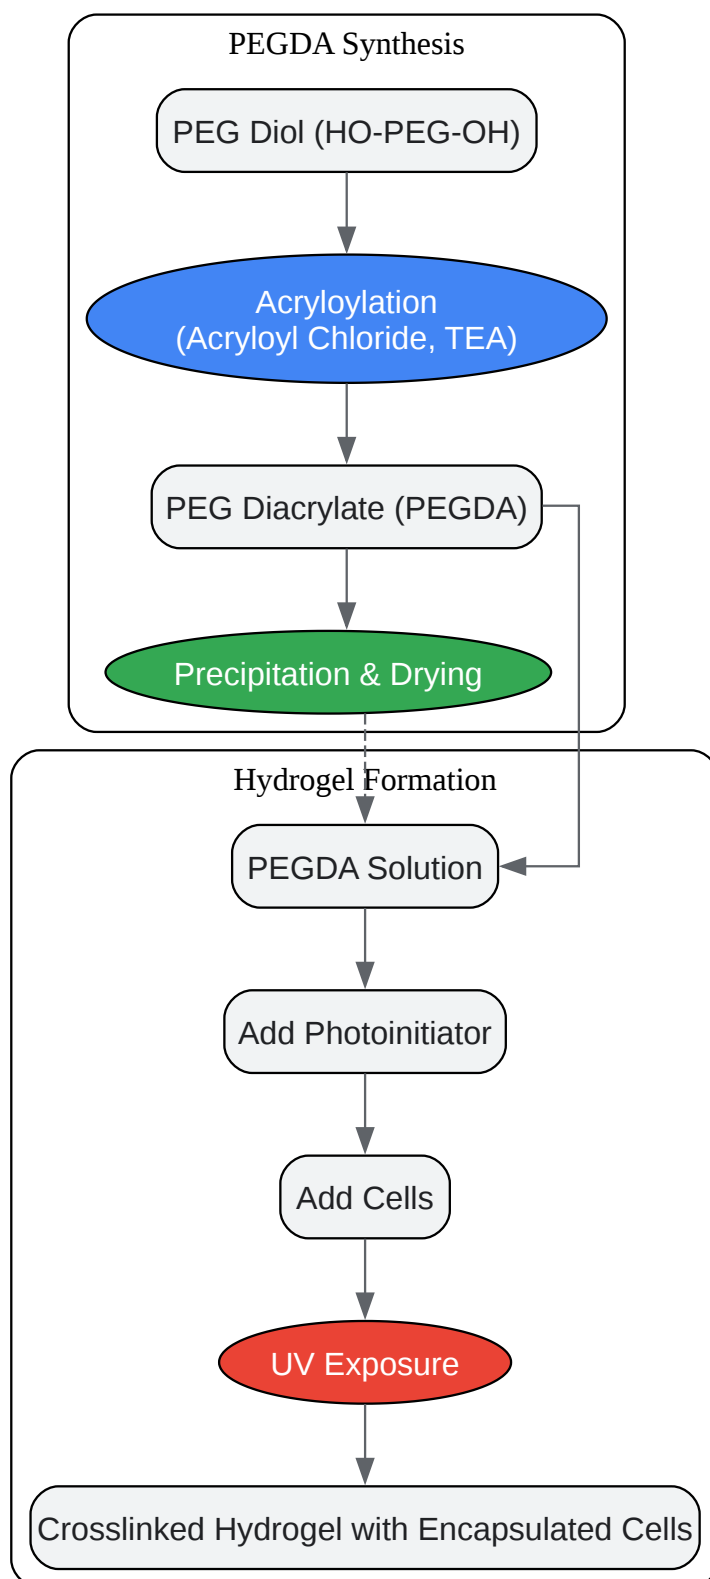 PEGDA Synthesis
PEG Diol (HO-PEG-OH)
Acryloylation
(Acryloyl Chloride, TEA)
PEG Diacrylate (PEGDA)
Precipitation & Drying
Hydrogel Formation
PEGDA Solution
Add Photoinitiator
Add Cells
UV Exposure
Crosslinked Hydrogel with Encapsulated Cells